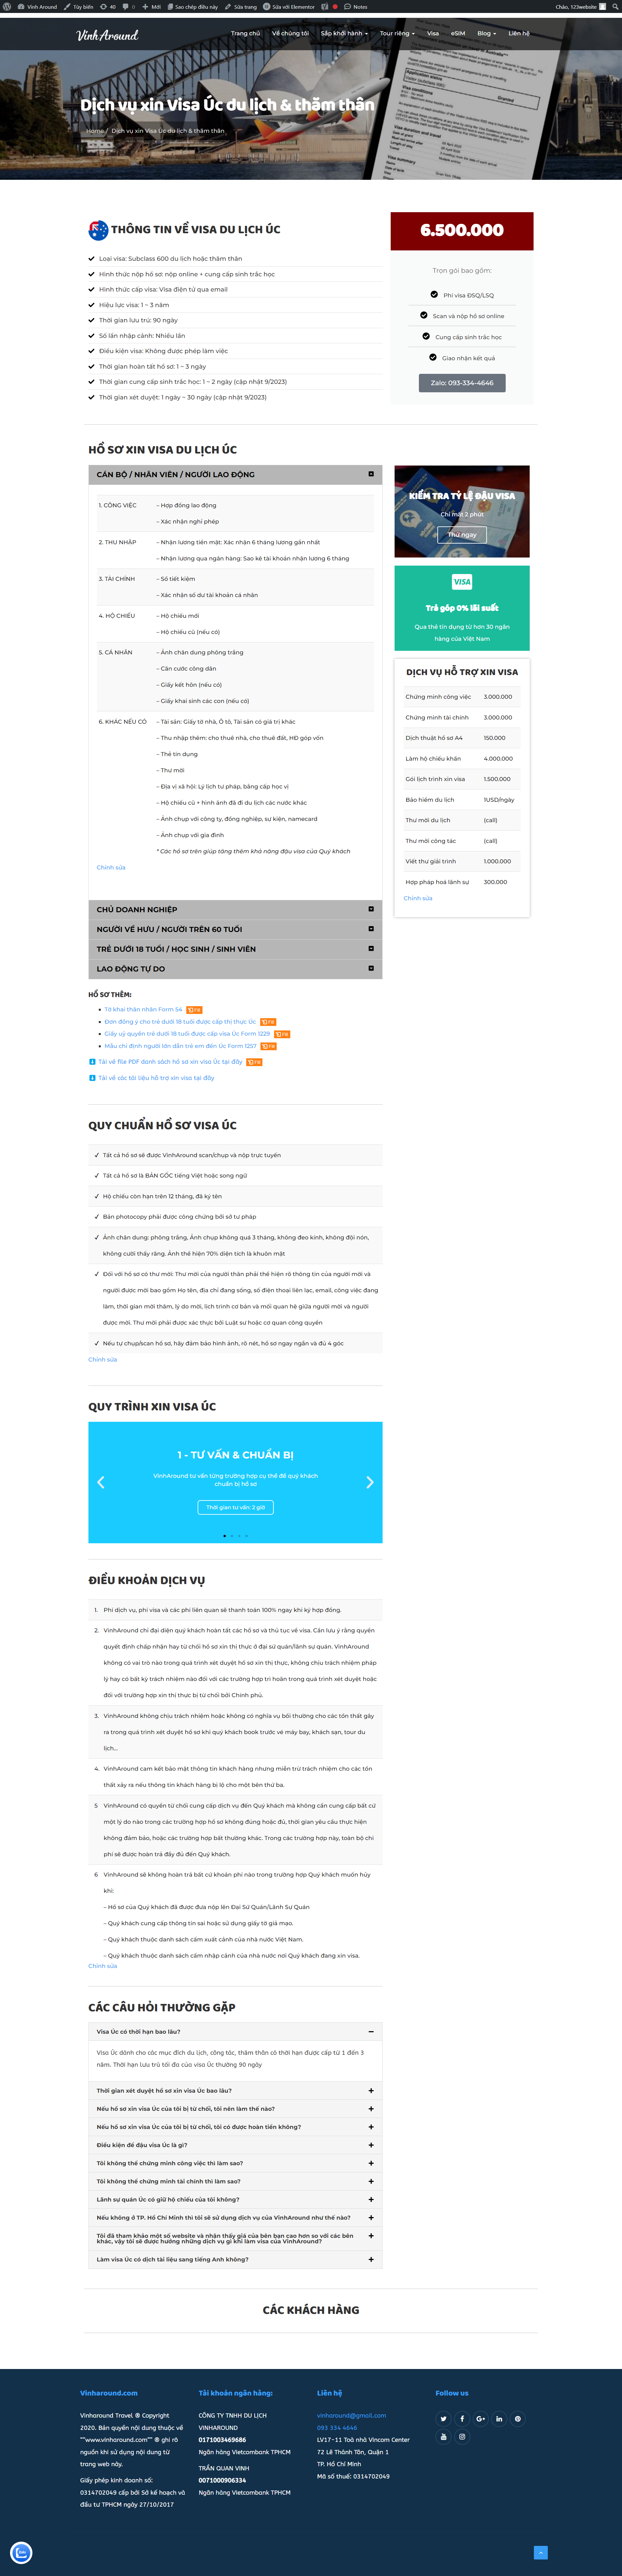 Vinh Around
Tùy biến
40
0
Mới
Sao chép điều này
Sửa trang
Sửa với Elementor
Notes
Chào, 123website
Vinh Around
Trang chủ
Về chúng tôi
Sắp khởi hành
Tour riêng
Visa
eSIM
Blog
Liên hệ
Dịch vụ xin Visa Úc du lịch & thăm thân
Home / Dịch vụ xin Visa Úc du lịch & thăm thân
THÔNG TIN VỀ VISA DU LỊCH ÚC
Loại visa: Subclass 600 du lịch hoặc thăm thân
Hình thức nộp hồ sơ: nộp online + cung cấp sinh trắc học
Hình thức cấp visa: Visa điện tử qua email
Hiệu lực visa: 1 – 3 năm
Thời gian lưu trú: 90 ngày
Số lần nhập cảnh: Nhiều lần
Điều kiện visa: Không được phép làm việc
Thời gian hoàn tất hồ sơ: 1 – 3 ngày
Thời gian cung cấp sinh trắc học: 1 – 2 ngày (cập nhật 9/2023)
Thời gian xét duyệt: 1 ngày – 30 ngày (cập nhật 9/2023)
6.500.000
Trọn gói bao gồm:
Phí visa ĐSQ/LSQ
Scan và nộp hồ sơ online
Cung cấp sinh trắc học
Giao nhận kết quả
Zalo: 093-334-4646
HỒ SƠ XIN VISA DU LỊCH ÚC
CÁN BỘ / NHÂN VIÊN / NGƯỜI LAO ĐỘNG
1. CÔNG VIỆC
– Hợp đồng lao động
– Xác nhận nghỉ phép
2. THU NHẬP
– Nhận lương tiền mặt: Xác nhận 6 tháng lương gần nhất
– Nhận lương qua ngân hàng: Sao kê tài khoản nhận lương 6 tháng
3. TÀI CHÍNH
– Sổ tiết kiệm
– Xác nhận số dư tài khoản cá nhân
4. HỘ CHIẾU
– Hộ chiếu mới
– Hộ chiếu cũ (nếu có)
5. CÁ NHÂN
– Ảnh chân dung phông trắng
– Căn cước công dân
– Giấy kết hôn (nếu có)
– Giấy khai sinh các con (nếu có)
6. KHÁC NẾU CÓ
– Tài sản: Giấy tờ nhà, Ô tô, Tài sản có giá trị khác
– Thu nhập thêm: cho thuê nhà, cho thuê đất, HĐ góp vốn
– Thẻ tín dụng
– Thư mời
– Địa vị xã hội: Lý lịch tư pháp, bằng cấp học vị
– Hộ chiếu cũ + hình ảnh đã đi du lịch các nước khác
– Ảnh chụp với công ty, đồng nghiệp, sự kiện, namecard
– Ảnh chụp với gia đình
* Các hồ sơ trên giúp tăng thêm khả năng đậu visa của Quý khách
Chỉnh sửa
CHỦ DOANH NGHIỆP
NGƯỜI VỀ HƯU / NGƯỜI TRÊN 60 TUỔI
TRẺ DƯỚI 18 TUỔI / HỌC SINH / SINH VIÊN
LAO ĐỘNG TỰ DO
KIỂM TRA TỶ LỆ ĐẬU VISA
Chỉ mất 2 phút
Thử ngay
VISA
Trả góp 0% lãi suất
Qua thẻ tín dụng từ hơn 30 ngân
hàng của Việt Nam
DỊCH VỤ HỖ TRỢ XIN VISA
Chứng minh công việc 3.000.000
Chứng minh tài chính 3.000.000
Dịch thuật hồ sơ A4 150.000
Làm hộ chiếu khẩn 4.000.000
Gói lịch trình xin visa 1.500.000
Bảo hiểm du lịch 1USD/ngày
Thư mời du lịch (call)
Thư mời công tác (call)
Viết thư giải trình 1.000.000
Hợp pháp hoá lãnh sự 300.000
Chỉnh sửa
HỒ SƠ THÊM:
Tờ khai thân nhân Form 54
Đơn đồng ý cho trẻ dưới 18 tuổi được cấp thị thực Úc
Giấy uỷ quyền trẻ dưới 18 tuổi được cấp visa Úc Form 1229
Mẫu chỉ định người lớn dẫn trẻ em đến Úc Form 1257
Tải về file PDF danh sách hồ sơ xin visa Úc tại đây
Tải về các tài liệu hỗ trợ xin visa tại đây
QUY CHUẨN HỒ SƠ VISA ÚC
✓ Tất cả hồ sơ sẽ được VinhAround scan/chụp và nộp trực tuyến
✓ Tất cả hồ sơ là BẢN GỐC tiếng Việt hoặc song ngữ
✓ Hộ chiếu còn hạn trên 12 tháng, đã ký tên
✓ Bản photocopy phải được công chứng bởi sở tư pháp
✓ Ảnh chân dung: phông trắng, Ảnh chụp không quá 3 tháng, không đeo kính, không đội nón,
không cười thấy răng. Ảnh thể hiện 70% diện tích là khuôn mặt
✓ Đối với hồ sơ có thư mời: Thư mời của người thân phải thể hiện rõ thông tin của người mời và
người được mời bao gồm Họ tên, địa chỉ đang sống, số điện thoại liên lạc, email, công việc đang
làm, thời gian mời thăm, lý do mời, lịch trình cơ bản và mối quan hệ giữa người mời và người
được mời. Thư mời phải được xác thực bởi Luật sư hoặc cơ quan công quyền
✓ Nếu tự chụp/scan hồ sơ, hãy đảm bảo hình ảnh, rõ nét, hồ sơ ngay ngắn và đủ 4 góc
Chỉnh sửa
QUY TRÌNH XIN VISA ÚC
1 - TƯ VẤN & CHUẨN BỊ
VinhAround tư vấn từng trường hợp cụ thể để quý khách
chuẩn bị hồ sơ
Thời gian tư vấn: 2 giờ
ĐIỀU KHOẢN DỊCH VỤ
1. Phí dịch vụ, phí visa và các phí liên quan sẽ thanh toán 100% ngay khi ký hợp đồng.
2. VinhAround chỉ đại diện quý khách hoàn tất các hồ sơ và thủ tục về visa. Cần lưu ý rằng quyền
quyết định chấp nhận hay từ chối hồ sơ xin thị thực ở đại sứ quán/lãnh sự quán. VinhAround
không có vai trò nào trong quá trình xét duyệt hồ sơ xin thị thực, không chịu trách nhiệm pháp
lý hay có bất kỳ trách nhiệm nào đối với các trường hợp trì hoãn trong quá trình xét duyệt hoặc
đối với trường hợp xin thị thực bị từ chối bởi Chính phủ.
3. VinhAround không chịu trách nhiệm hoặc không có nghĩa vụ bồi thường cho các tổn thất gây
ra trong quá trình xét duyệt hồ sơ khi quý khách book trước vé máy bay, khách sạn, tour du
lịch...
4. VinhAround cam kết bảo mật thông tin khách hàng nhưng miễn trừ trách nhiệm cho các tổn
thất xảy ra nếu thông tin khách hàng bị lộ cho một bên thứ ba.
5 VinhAround có quyền từ chối cung cấp dịch vụ đến Quý khách mà không cần cung cấp bất cứ
một lý do nào trong các trường hợp hồ sơ không đúng hoặc đủ, thời gian yêu cầu thực hiện
không đảm bảo, hoặc các trường hợp bất thường khác. Trong các trường hợp này, toàn bộ chi
phí sẽ được hoàn trả đầy đủ đến Quý khách.
6 VinhAround sẽ không hoàn trả bất cứ khoản phí nào trong trường hợp Quý khách muốn hủy
khi:
– Hồ sơ của Quý khách đã được đưa nộp lên Đại Sứ Quán/Lãnh Sự Quán
– Quý khách cung cấp thông tin sai hoặc sử dụng giấy tờ giả mạo.
– Quý khách thuộc danh sách cấm xuất cảnh của nhà nước Việt Nam.
– Quý khách thuộc danh sách cấm nhập cảnh của nhà nước nơi Quý khách đang xin visa.
Chỉnh sửa
CÁC CÂU HỎI THƯỜNG GẶP
Visa Úc có thời hạn bao lâu?
Visa Úc dành cho các mục đích du lịch, công tác, thăm thân có thời hạn được cấp từ 1 đến 3
năm. Thời hạn lưu trú tối đa của visa Úc thường 90 ngày
Thời gian xét duyệt hồ sơ xin visa Úc bao lâu?
Nếu hồ sơ xin visa Úc của tôi bị từ chối, tôi nên làm thế nào?
Nếu hồ sơ xin visa Úc của tôi bị từ chối, tôi có được hoàn tiền không?
Điều kiện để đậu visa Úc là gì?
Tôi không thể chứng minh công việc thì làm sao?
Tôi không thể chứng minh tài chính thì làm sao?
Lãnh sự quán Úc có giữ hộ chiếu của tôi không?
Nếu không ở TP. Hồ Chí Minh thì tôi sẽ sử dụng dịch vụ của VinhAround như thế nào?
Tôi đã tham khảo một số website và nhận thấy giá của bên bạn cao hơn so với các bên
khác, vậy tôi sẽ được hưởng những dịch vụ gì khi làm visa của VinhAround?
Làm visa Úc có dịch tài liệu sang tiếng Anh không?
CÁC KHÁCH HÀNG
Vinharound.com
Vinharound Travel ® Copyright
2020. Bản quyền nội dung thuộc về
""www.vinharound.com"" ® ghi rõ
nguồn khi sử dụng nội dung từ
trang web này.
Giấy phép kinh doanh số:
0314702049 cấp bởi Sở kế hoạch và
đầu tư TPHCM ngày 27/10/2017
Tài khoản ngân hàng:
CÔNG TY TNHH DU LỊCH
VINHAROUND
0171003469686
Ngân hàng Vietcombank TPHCM
TRẦN QUAN VINH
0071000906334
Ngân hàng Vietcombank TPHCM
Liên hệ
vinharound@gmail.com
093 334 4646
LV17-11 Toà nhà Vincom Center
72 Lê Thánh Tôn, Quận 1
TP. Hồ Chí Minh
Mã số thuế: 0314702049
Follow us
Zalo